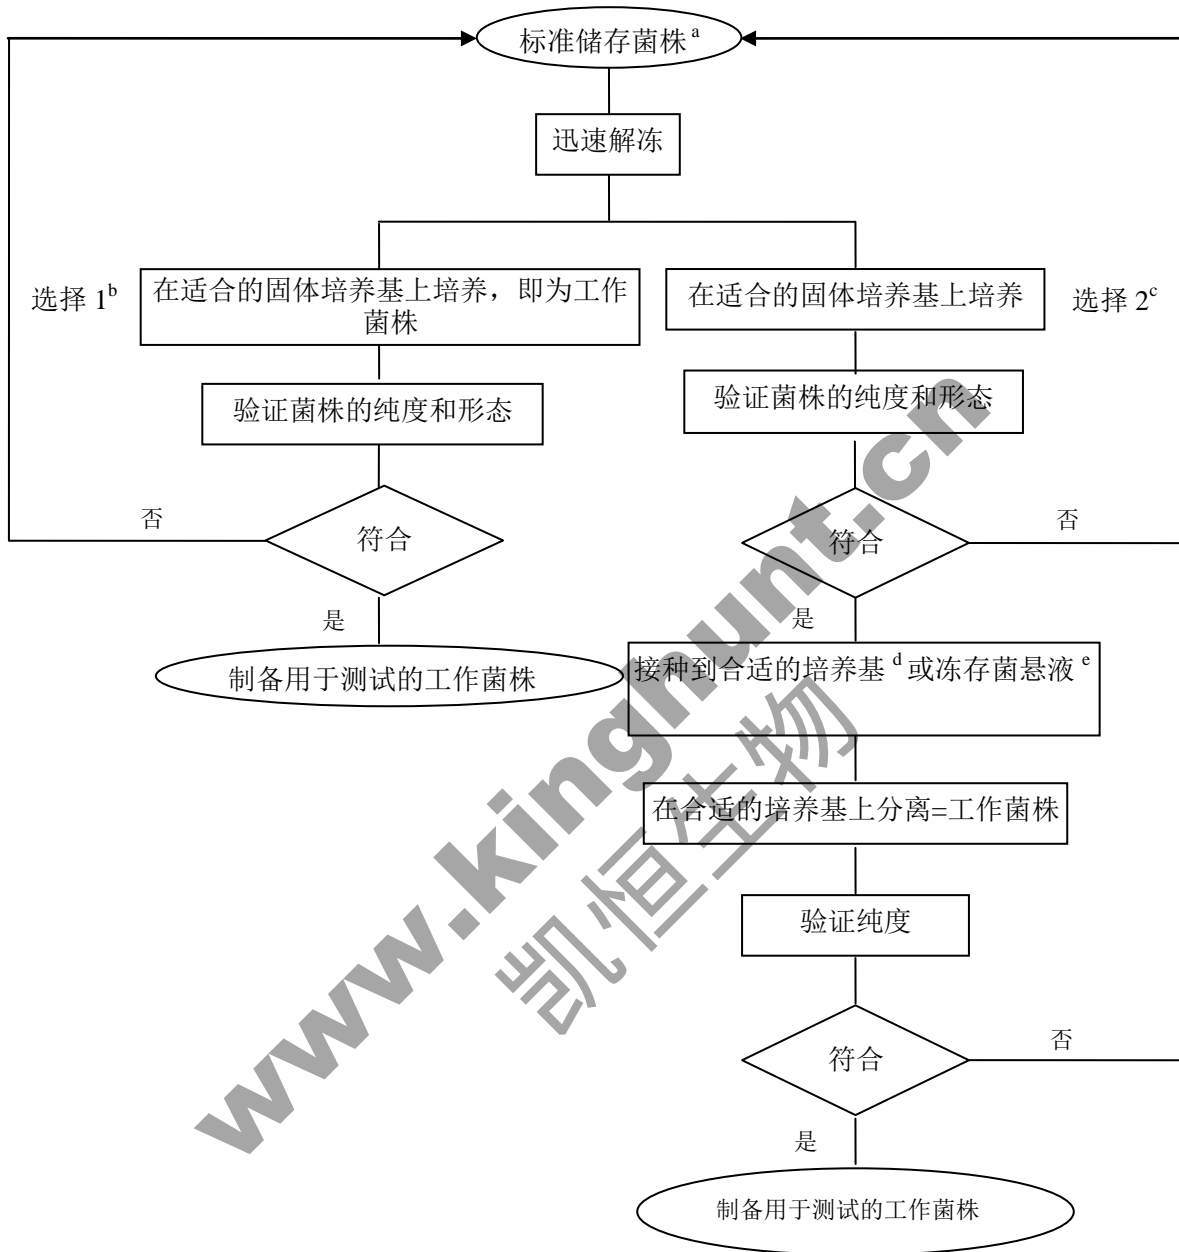 标准储存菌株 a
迅速解冻
选择 1b
在适合的固体培养基上培养，即为工作
菌株
在适合的固体培养基上培养
选择 2c
验证菌株的纯度和形态
验证菌株的纯度和形态
否
符合
符合
否
是
是
制备用于测试的工作菌株
接种到合适的培养基 d 或冻存菌悬液 e
在合适的培养基上分离=工作菌株
验证纯度
符合
否
是
制备用于测试的工作菌株
www.kinghunt.cn
凯恒生物